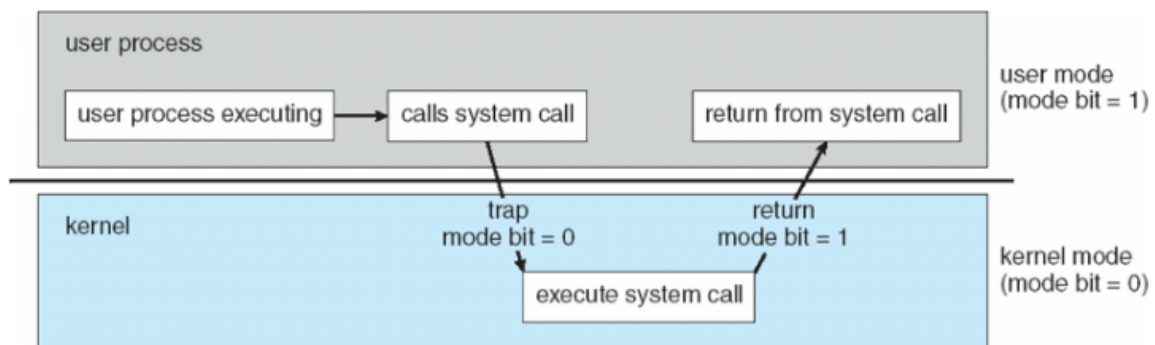 user process
user process executing
calls system call
return from system call
user mode
(mode bit = 1)
kernel
trap
mode bit = 0
return
mode bit = 1
execute system call
kernel mode
(mode bit = 0)